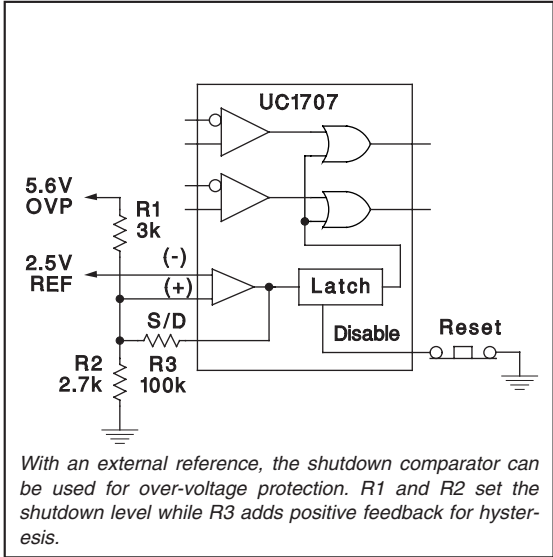 UC1707
5.6V
OVP
R1
3k
2.5V
REF
(-)
(+)
Latch
S/D
Disable
Reset
R2
2.7k
R3
100k
With an external reference, the shutdown comparator can
be used for over-voltage protection. R1 and R2 set the
shutdown level while R3 adds positive feedback for hyster-
esis.